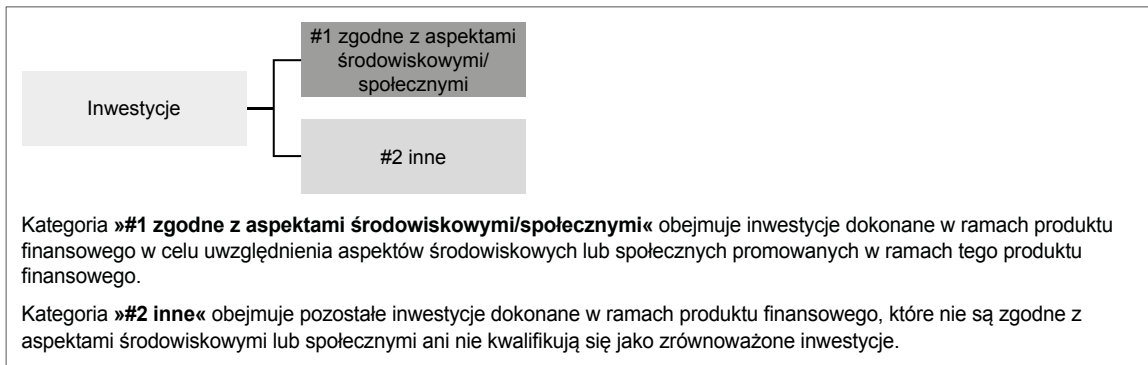 #1 zgodne z aspektami
środowiskowymi/
społecznymi
Inwestycje
#2 inne
Kategoria »#1 zgodne z aspektami środowiskowymi/społecznymi« obejmuje inwestycje dokonane w ramach produktu
finansowego w celu uwzględnienia aspektów środowiskowych lub społecznych promowanych w ramach tego produktu
finansowego.
Kategoria »#2 inne« obejmuje pozostałe inwestycje dokonane w ramach produktu finansowego, które nie są zgodne z
aspektami środowiskowymi lub społecznymi ani nie kwalifikują się jako zrównoważone inwestycje.